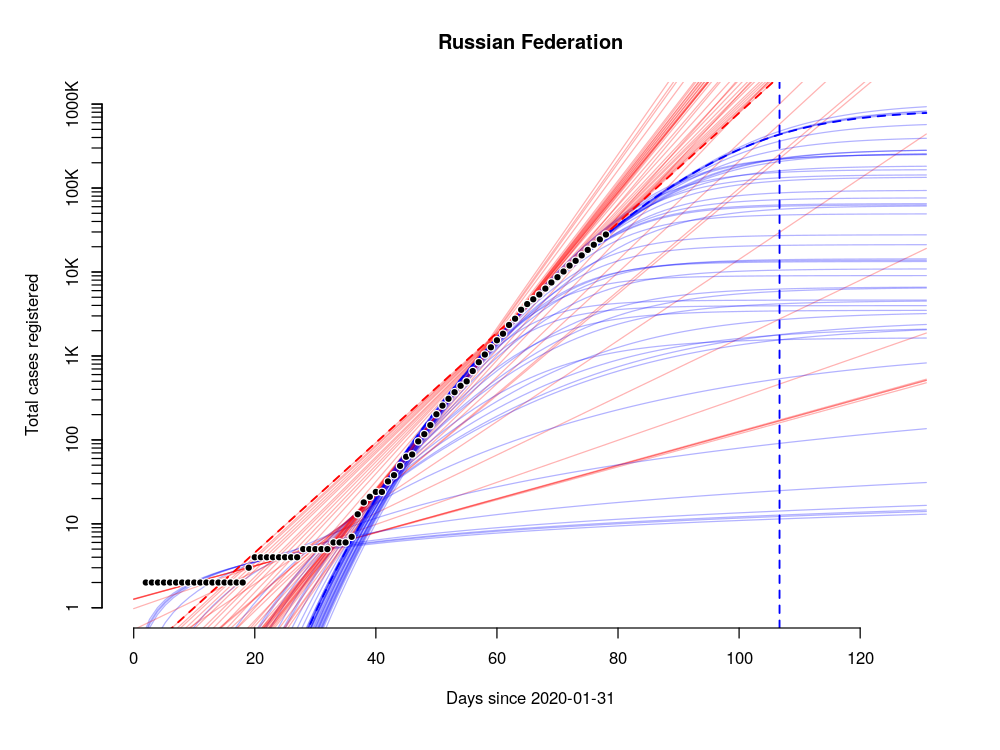 Russian Federation
Total cases registered
1000K
100K
10K
1K
100
10
1
0 20 40 60 80 100 120
Days since 2020-01-31